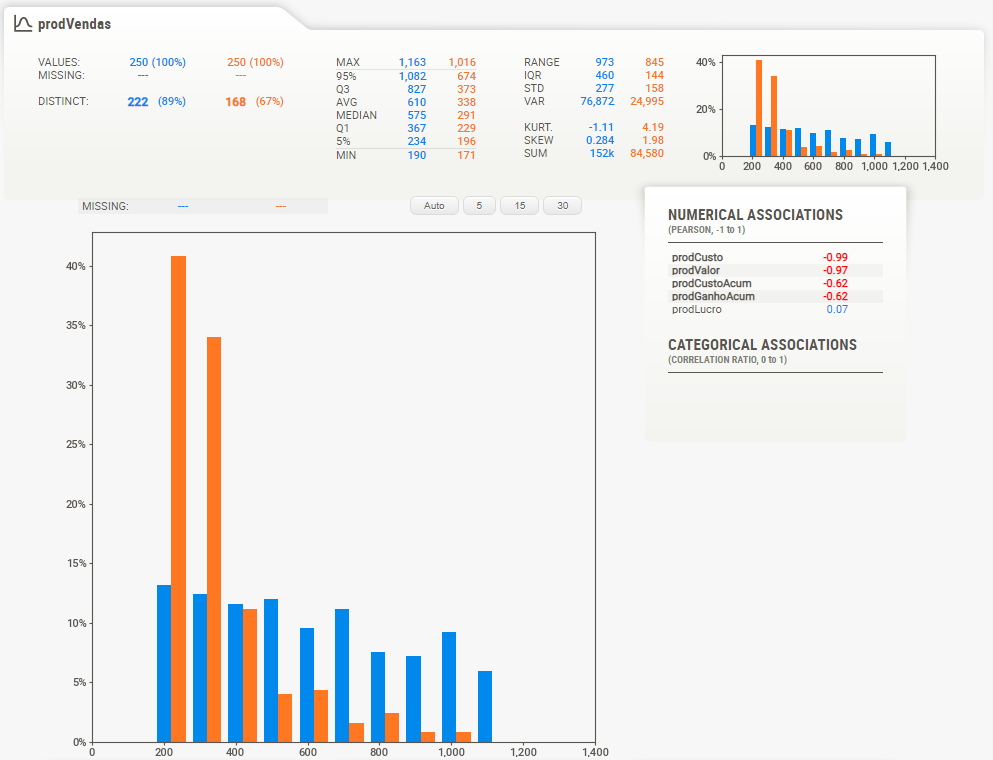 prodVendas
VALUES: 250 (100%) 250 (100%)
MISSING: --- ---
DISTINCT: 222 (89%) 168 (67%)
MAX 1,163 1,016
95% 1,082 674
Q3 827 373
AVG 610 338
MEDIAN 575 291
Q1 367 229
5% 234 196
MIN 190 171
RANGE 973 845
IQR 460 144
STD 277 158
VAR 76,872 24,995
KURT. -1.11 4.19
SKEW 0.284 1.98
SUM 152k 84,580
40%
20%
0%
0 200 400 600 800 1,000 1,200 1,400
MISSING: --- ---
Auto 5 15 30
40%
35%
30%
25%
20%
15%
10%
5%
0%
0 200 400 600 800 1,000 1,200 1,400
NUMERICAL ASSOCIATIONS
(PEARSON, -1 to 1)
prodCusto -0.99
prodValor -0.97
prodCustoAcum -0.62
prodGanhoAcum -0.62
prodLucro 0.07
CATEGORICAL ASSOCIATIONS
(CORRELATION RATIO, 0 to 1)